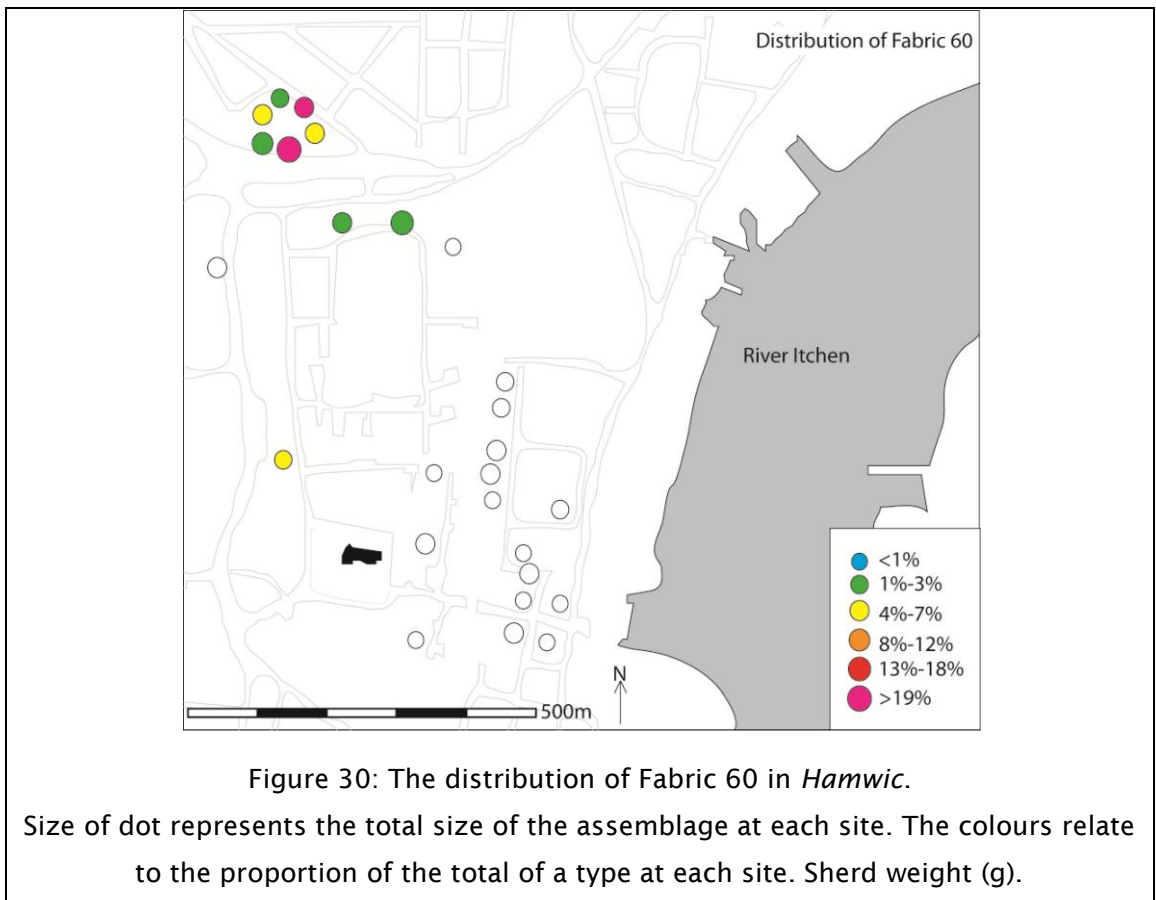 Distribution of Fabric 60
River Itchen
<1%
1%-3%
4%-7%
8%-12%
13%-18%
>19%
N
500m
Figure 30: The distribution of Fabric 60 in Hamwic.
Size of dot represents the total size of the assemblage at each site. The colours relate
to the proportion of the total of a type at each site. Sherd weight (g).